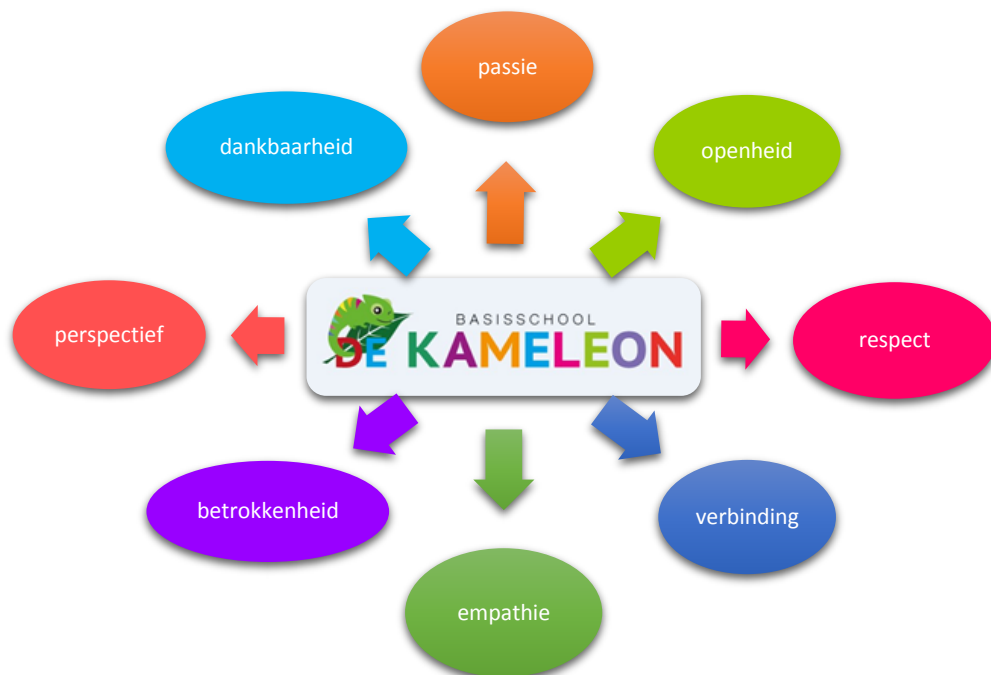 passie
dankbaarheid
openheid
BASISSCHOOL
DE KAMELEON
perspectief
respect
betrokkenheid
verbinding
empathie